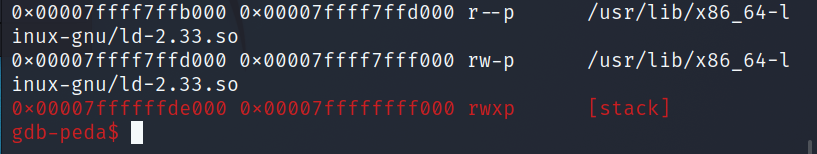 0x00007ffff7ffb000 0x00007ffff7ffd000 r--p      /usr/lib/x86_64-l
inux-gnu/ld-2.33.so
0x00007ffff7ffd000 0x00007ffff7fff000 rw-p      /usr/lib/x86_64-l
inux-gnu/ld-2.33.so
0x00007ffffffde000 0x00007ffffffff000 rwxp      [stack]
gdb-peda$